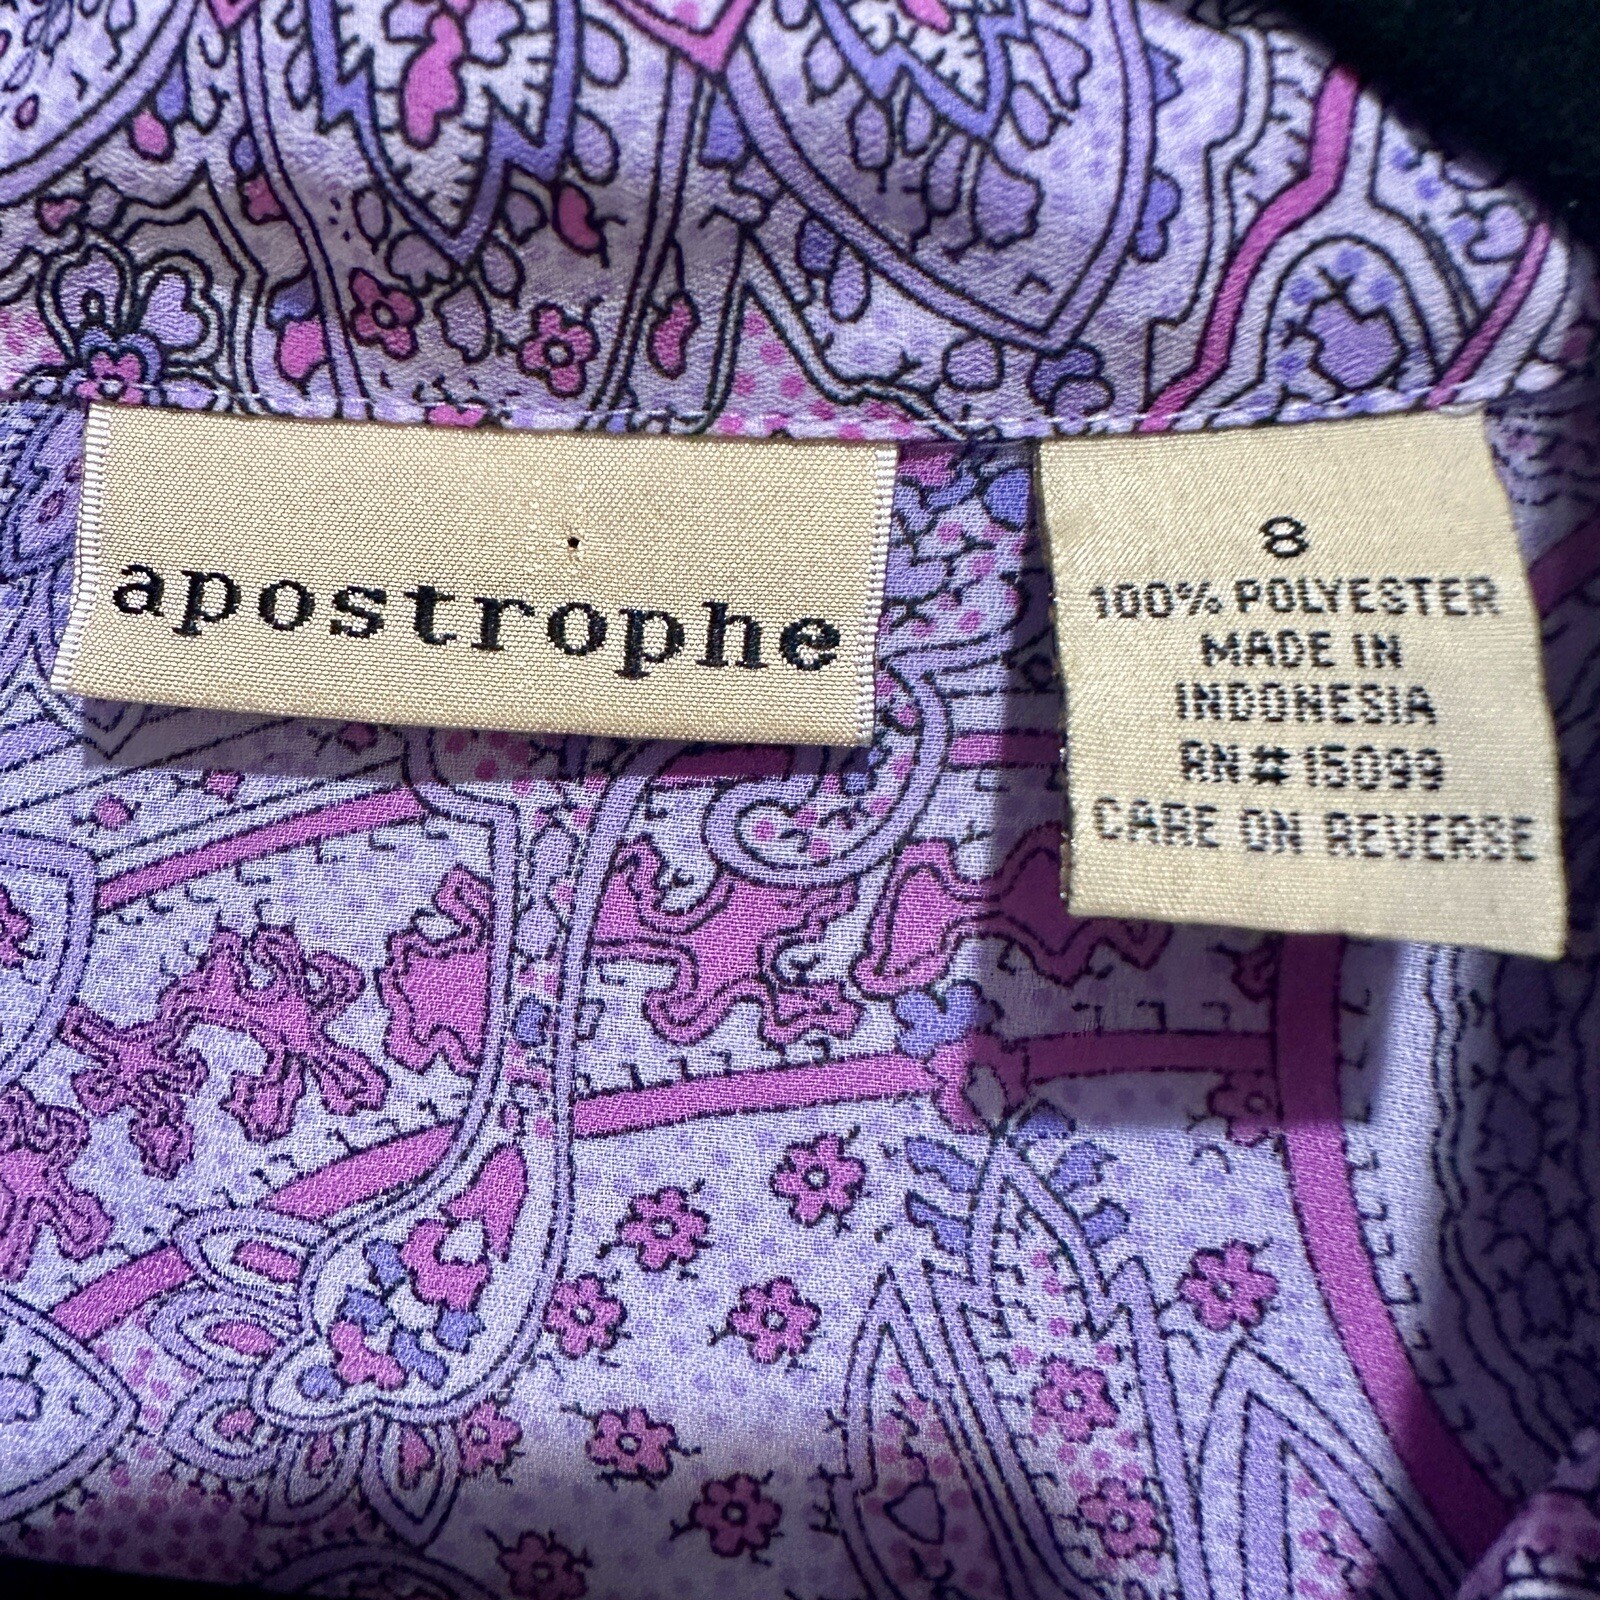 apostrophe
8
100% POLYESTER
MADE IN
INDONESIA
RN#15099
CARE ON REVERSE